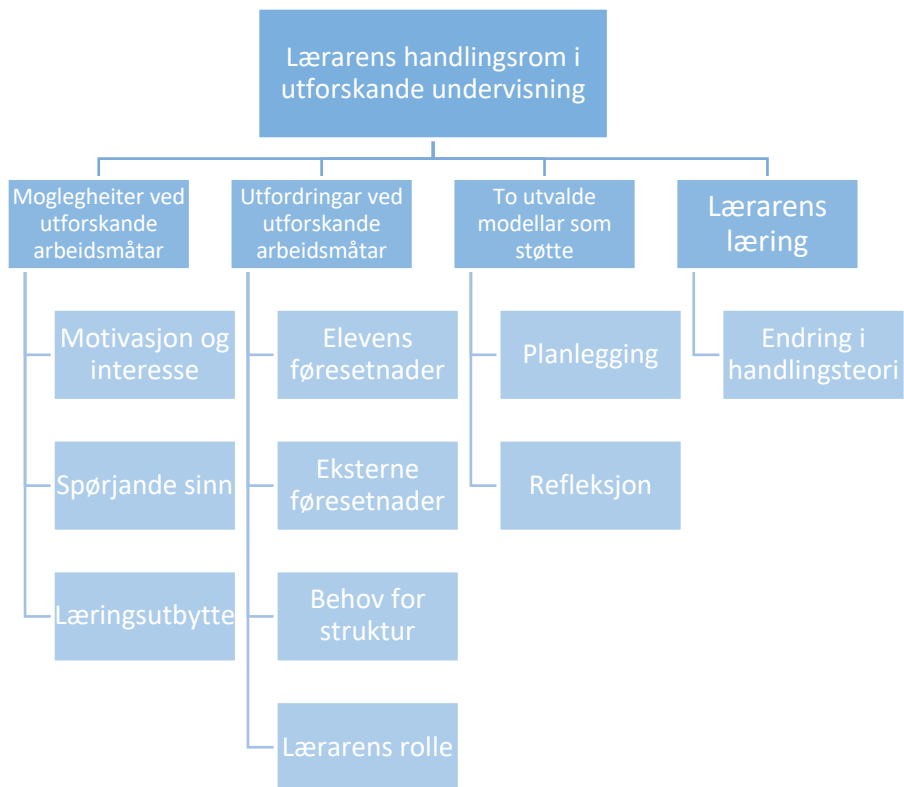 Lærarens handlingsrom i
utforskande undervisning
Moglegheiter ved
utforskande
arbeidsmåtar
Motivasjon og
interesse
Spørjande sinn
Læringsutbytte
Utfordringar ved
utforskande
arbeidsmåtar
Elevens
føresetnader
Eksterne
føresetnader
Behov for
struktur
Lærarens rolle
To utvalde
modellar som
støtte
Planlegging
Refleksjon
Lærarens
læring
Endring i
handlingsteori